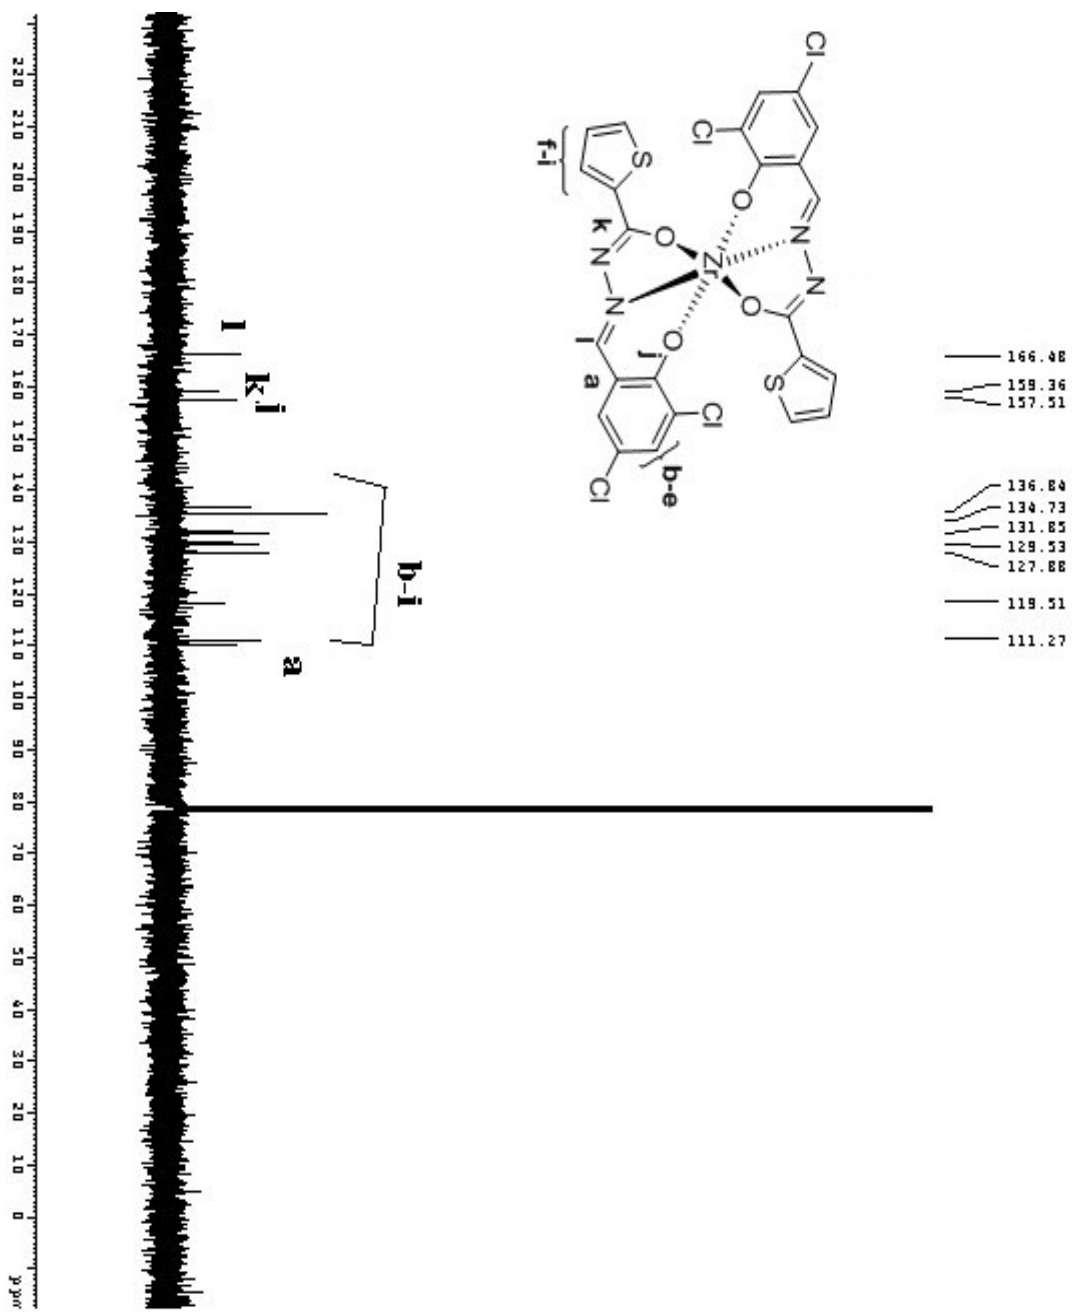 Cl
Cl
O
N
N
S
f-i
k
O
Zr
O
N
N
O
j
l
a
S
Cl
b-e
Cl
166.48
159.36
157.51
136.84
134.73
131.85
129.53
127.88
119.51
111.27
l
k
j
b-i
a
220 210 200 190 180 170 160 150 140 130 120 110 100 90 80 70 60 50 40 30 20 10 0 ppm